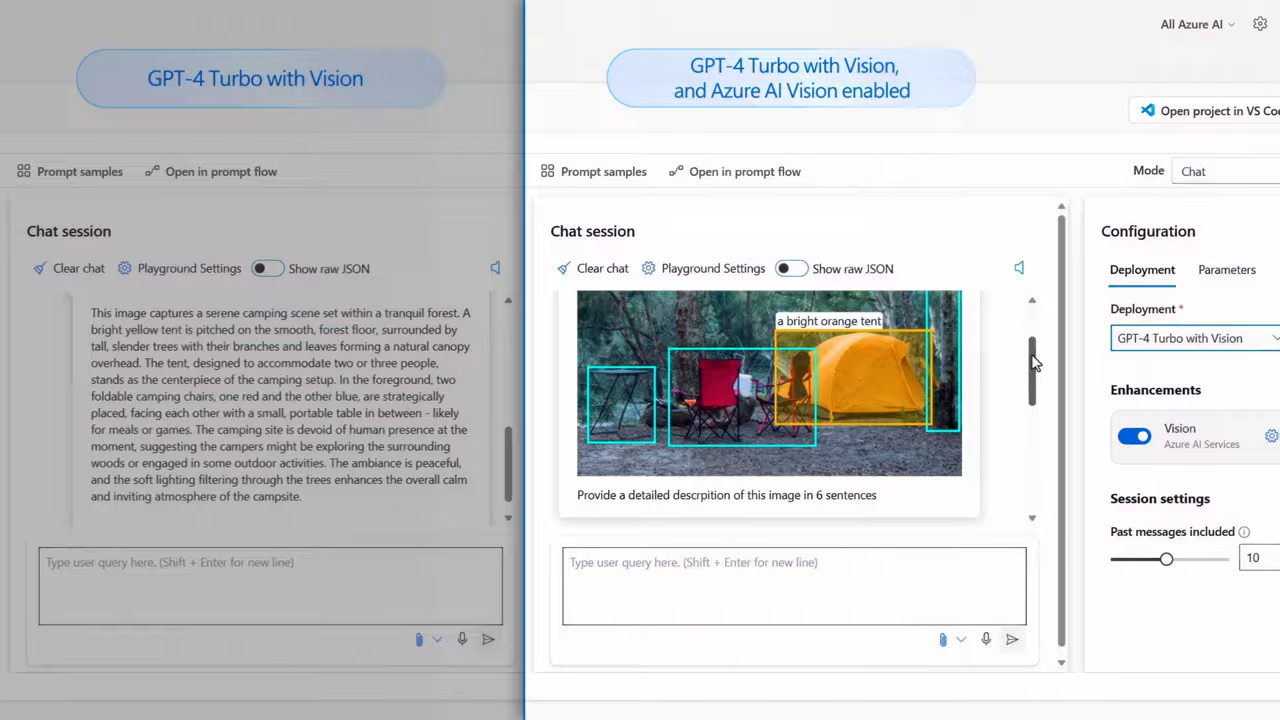 GPT-4 Turbo with Vision
Prompt samples
Open in prompt flow
Chat session
Clear chat
Playground Settings
Show raw JSON
This image captures a serene camping scene set within a tranquil forest. A
bright yellow tent is pitched on the smooth, forest floor, surrounded by
tall, slender trees with their branches and leaves forming a natural canopy
overhead. The tent, designed to accommodate two or three people,
stands as the centerpiece of the camping setup. In the foreground, two
foldable camping chairs, one red and the other blue, are strategically
placed, facing each other with a small, portable table in between - likely
for meals or games. The camping site is devoid of human presence at the
moment, suggesting the campers might be exploring the surrounding
woods or engaged in some outdoor activities. The ambiance is peaceful,
and the soft lighting filtering through the trees enhances the overall calm
and inviting atmosphere of the campsite.
Type user query here. (Shift + Enter for new line)
All Azure AI
GPT-4 Turbo with Vision,
and Azure AI Vision enabled
Open project in VS Co
Prompt samples
Open in prompt flow
Mode
Chat
Chat session
Clear chat
Playground Settings
Show raw JSON
a bright orange tent
Provide a detailed descrpition of this image in 6 sentences
Type user query here. (Shift + Enter for new line)
Configuration
Deployment
Parameters
Deployment *
GPT-4 Turbo with Vision
Enhancements
Vision
Azure AI Services
Session settings
Past messages included
10